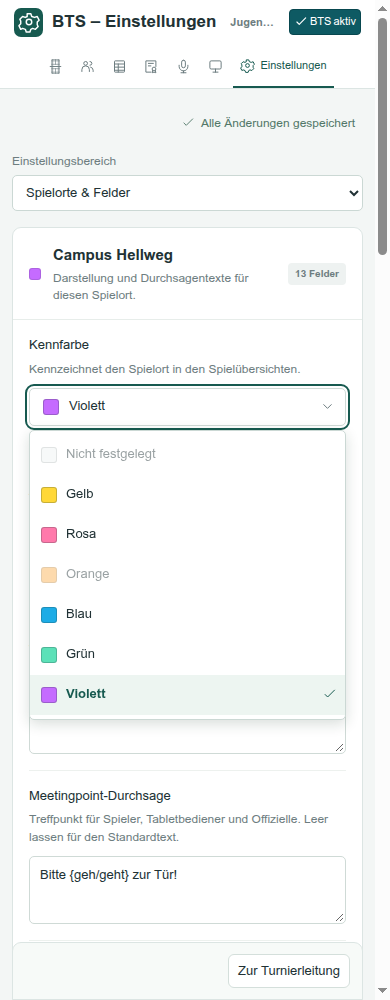 BTS – Einstellungen
Jugen...
BTS aktiv
Einstellungen
Alle Änderungen gespeichert
Einstellungsbereich
Spielorte & Felder
Campus Hellweg
Darstellung und Durchsagentexte für
diesen Spielort.
13 Felder
Kennfarbe
Kennzeichnet den Spielort in den Spielübersichten.
Violett
Nicht festgelegt
Gelb
Rosa
Orange
Blau
Grün
Violett
Meetingpoint-Durchsage
Treffpunkt für Spieler, Tabletbediener und Offizielle. Leer
lassen für den Standardtext.
Bitte {geh/geht} zur Tür!
Zur Turnierleitung